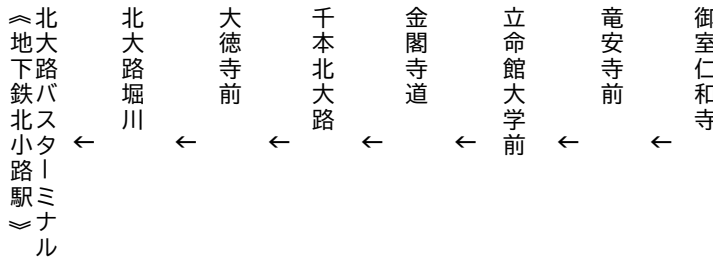 御室仁和寺
←
竜安寺前
←
立命館大学前
←
金閣寺道
←
千本北大路
←
大徳寺前
←
北大路堀川
←
北大路バスターミナル
《地下鉄北小路駅》